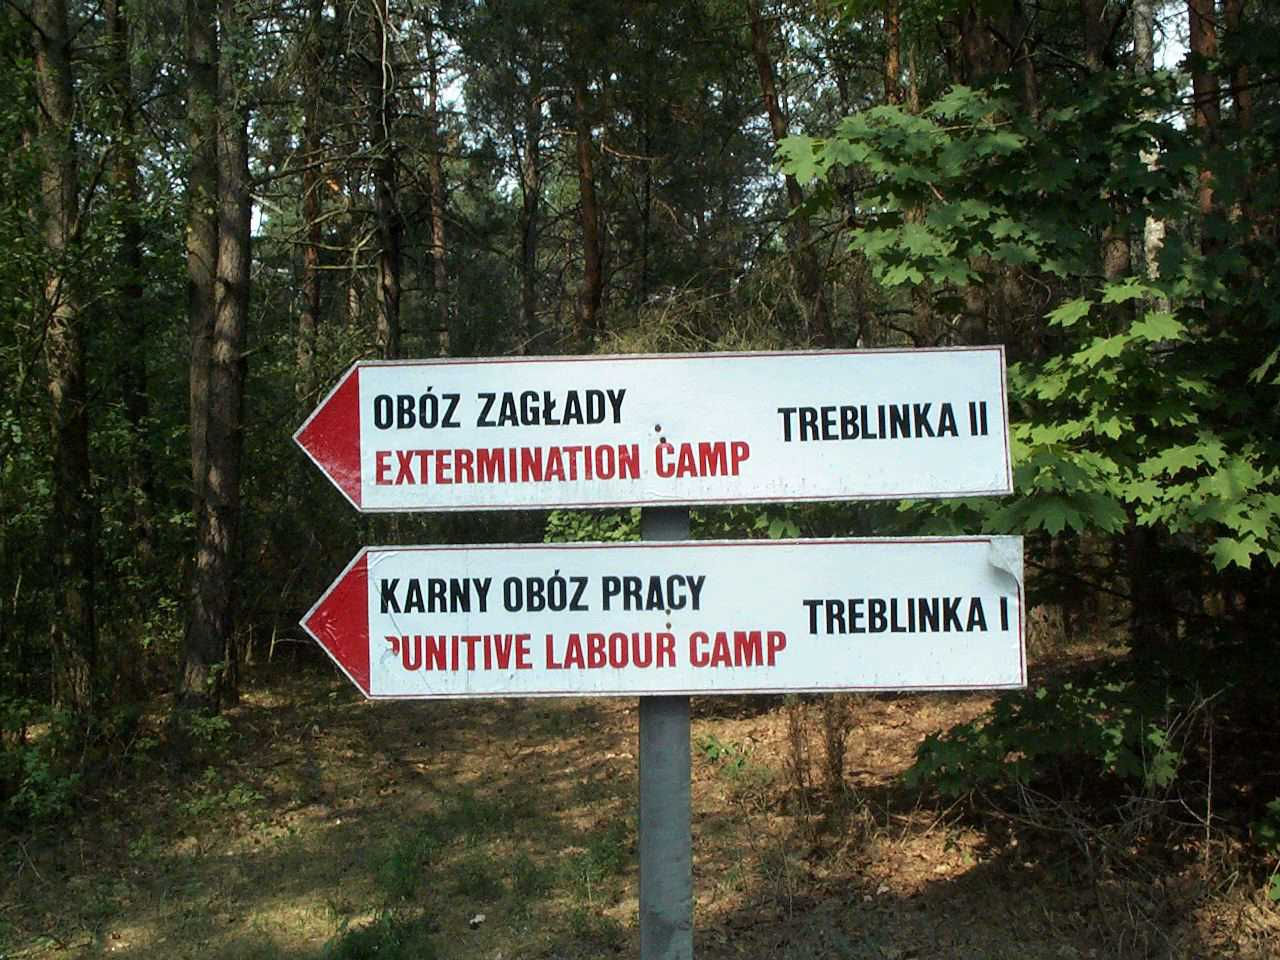 OBÓZ ZAGŁADY
EXTERMINATION CAMP
TREBLINKA II
KARNY OBÓZ PRACY
PUNITIVE LABOUR CAMP
TREBLINKA I